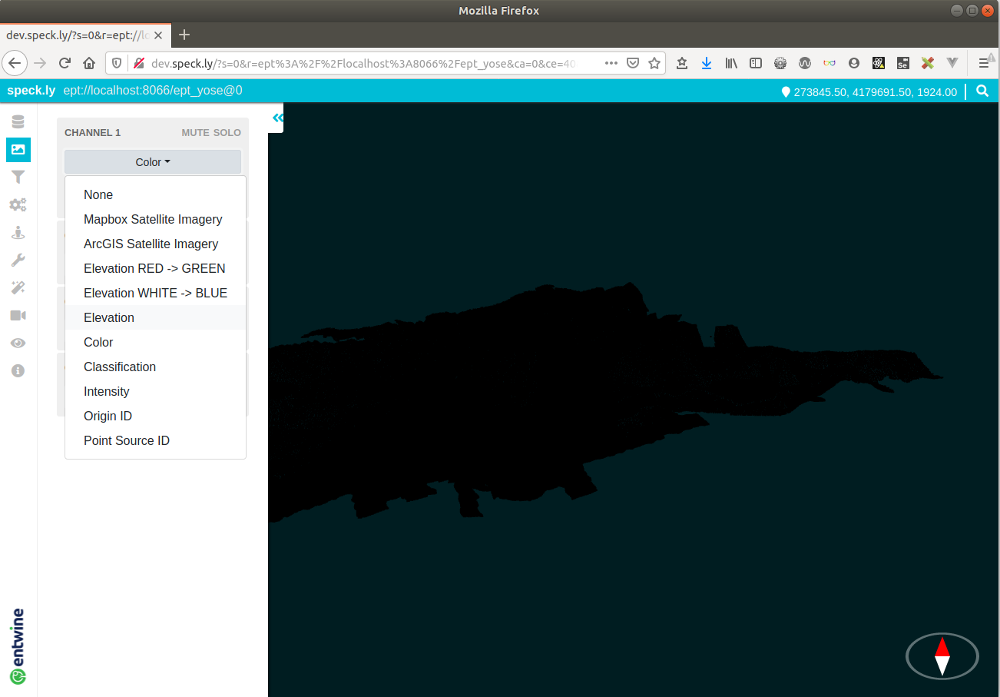 Mozilla Firefox
dev.speck.ly/?s=0&r=ept://lo
dev.speck.ly/?s=0&r=ept%3A%2F%2Flocalhost%3A8066%2Fept_yose&ca=0&ce=40
speck.ly ept://localhost:8066/ept_yose@0
273845.50, 4179691.50, 1924.00
CHANNEL 1 MUTE SOLO
Color
None
Mapbox Satellite Imagery
ArcGIS Satellite Imagery
Elevation RED -> GREEN
Elevation WHITE -> BLUE
Elevation
Color
Classification
Intensity
Origin ID
Point Source ID
entwine